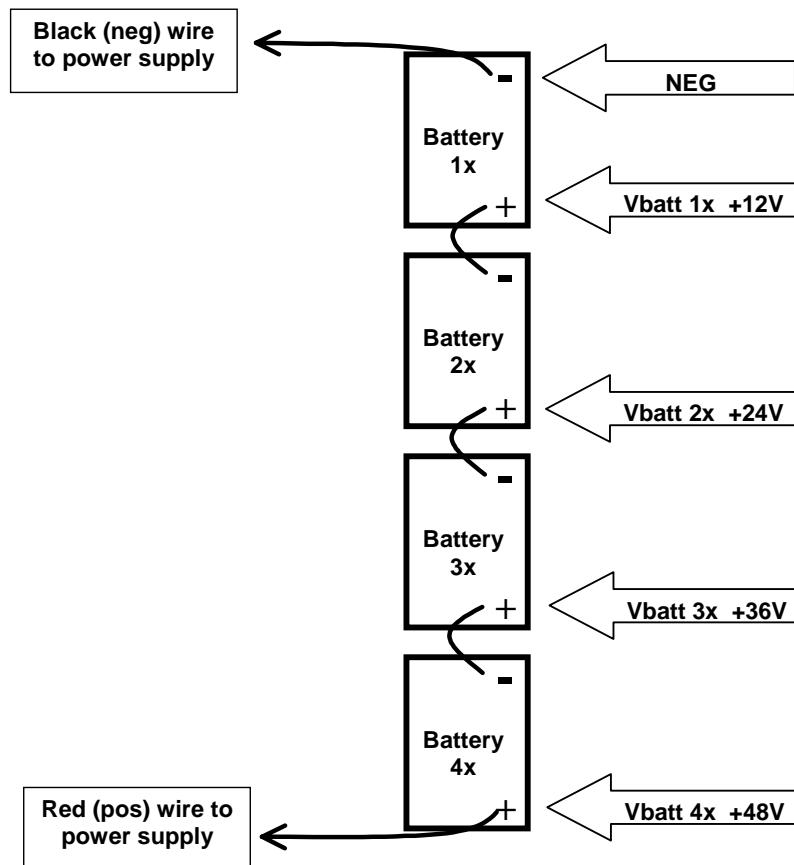 Black (neg) wire
to power supply
-
NEG
Battery
1x
+
Vbatt 1x +12V
-
Battery
2x
+
Vbatt 2x +24V
-
Battery
3x
+
Vbatt 3x +36V
-
Battery
4x
+
Vbatt 4x +48V
Red (pos) wire to
power supply